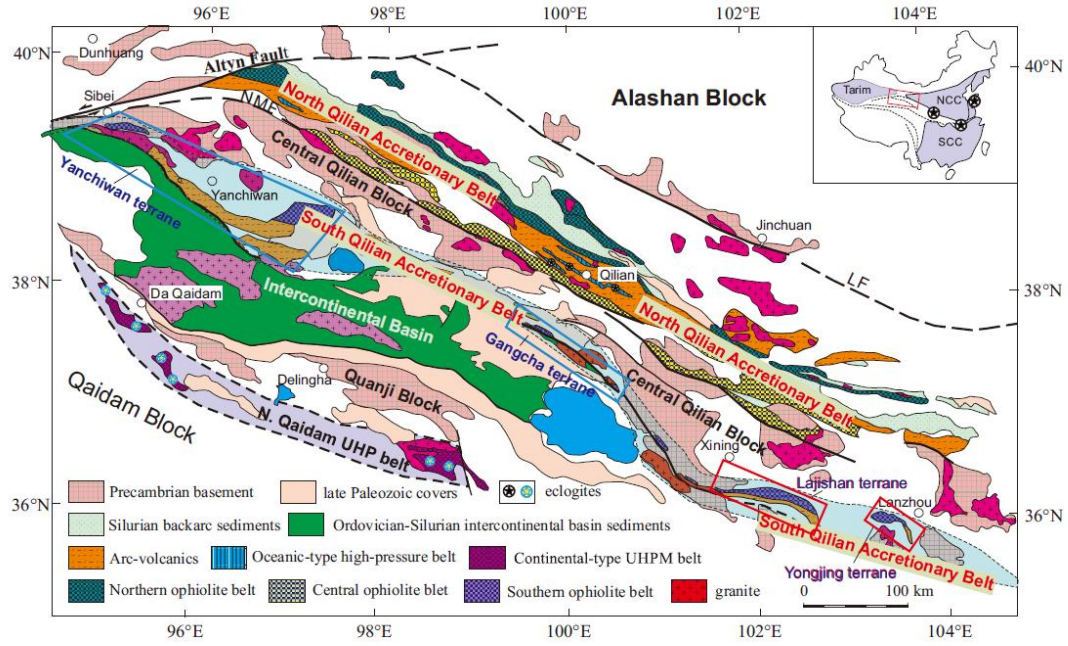 96°E
98°E
100°E
102°E
104°E
40°N
40°N
Dunhuang
Altyn Fault
Sibei
NMF
North Qilian Accretionary Belt
Alashan Block
Tarim
NCC
SCC
Central Qilian Block
Yanchiwan
Yanchiwan terrane
South Qilian Accretionary Belt
Jinchuan
LF
38°N
38°N
Qilian
Da Qaidam
Intercontinental Basin
North Qilian Accretionary Belt
Gangcha terrane
Delingha
Quanji Block
Central Qilian Block
Qaidam Block
N. Qaidam UHP belt
Xining
Lajishan terrane
Lanzhou
36°N
36°N
South Qilian Accretionary Belt
Yongjing terrane
Precambrian basement
late Paleozoic covers
eclogites
Silurian backarc sediments
Ordovician-Silurian intercontinental basin sediments
Arc-volcanics
Oceanic-type high-pressure belt
Continental-type UHPM belt
Northern ophiolite belt
Central ophiolite blet
Southern ophiolite belt
granite
0 100 km
96°E
98°E
100°E
102°E
104°E